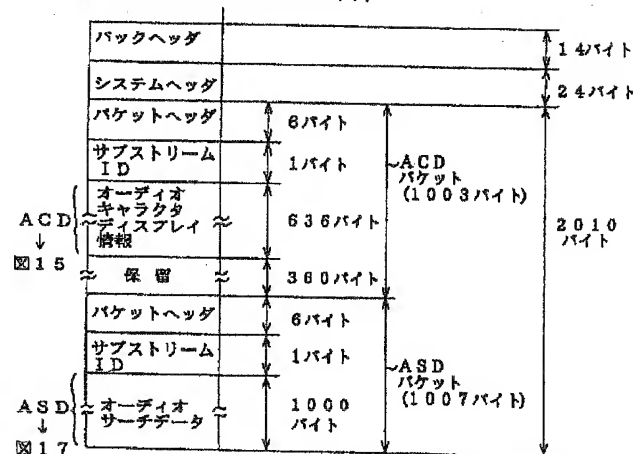 パックヘッダ
14バイト
システムヘッダ
24バイト
パケットヘッダ
6バイト
サブストリーム
ID
1バイト
ACD
↓
図15
オーディオ
キャラクタ
ディスプレイ
情報
636バイト
ACD
パケット
(1003バイト)
2010
バイト
保留
360バイト
パケットヘッダ
6バイト
サブストリーム
ID
1バイト
ASD
パケット
(1007バイト)
ASD
↓
図17
オーディオ
サーチデータ
1000
バイト